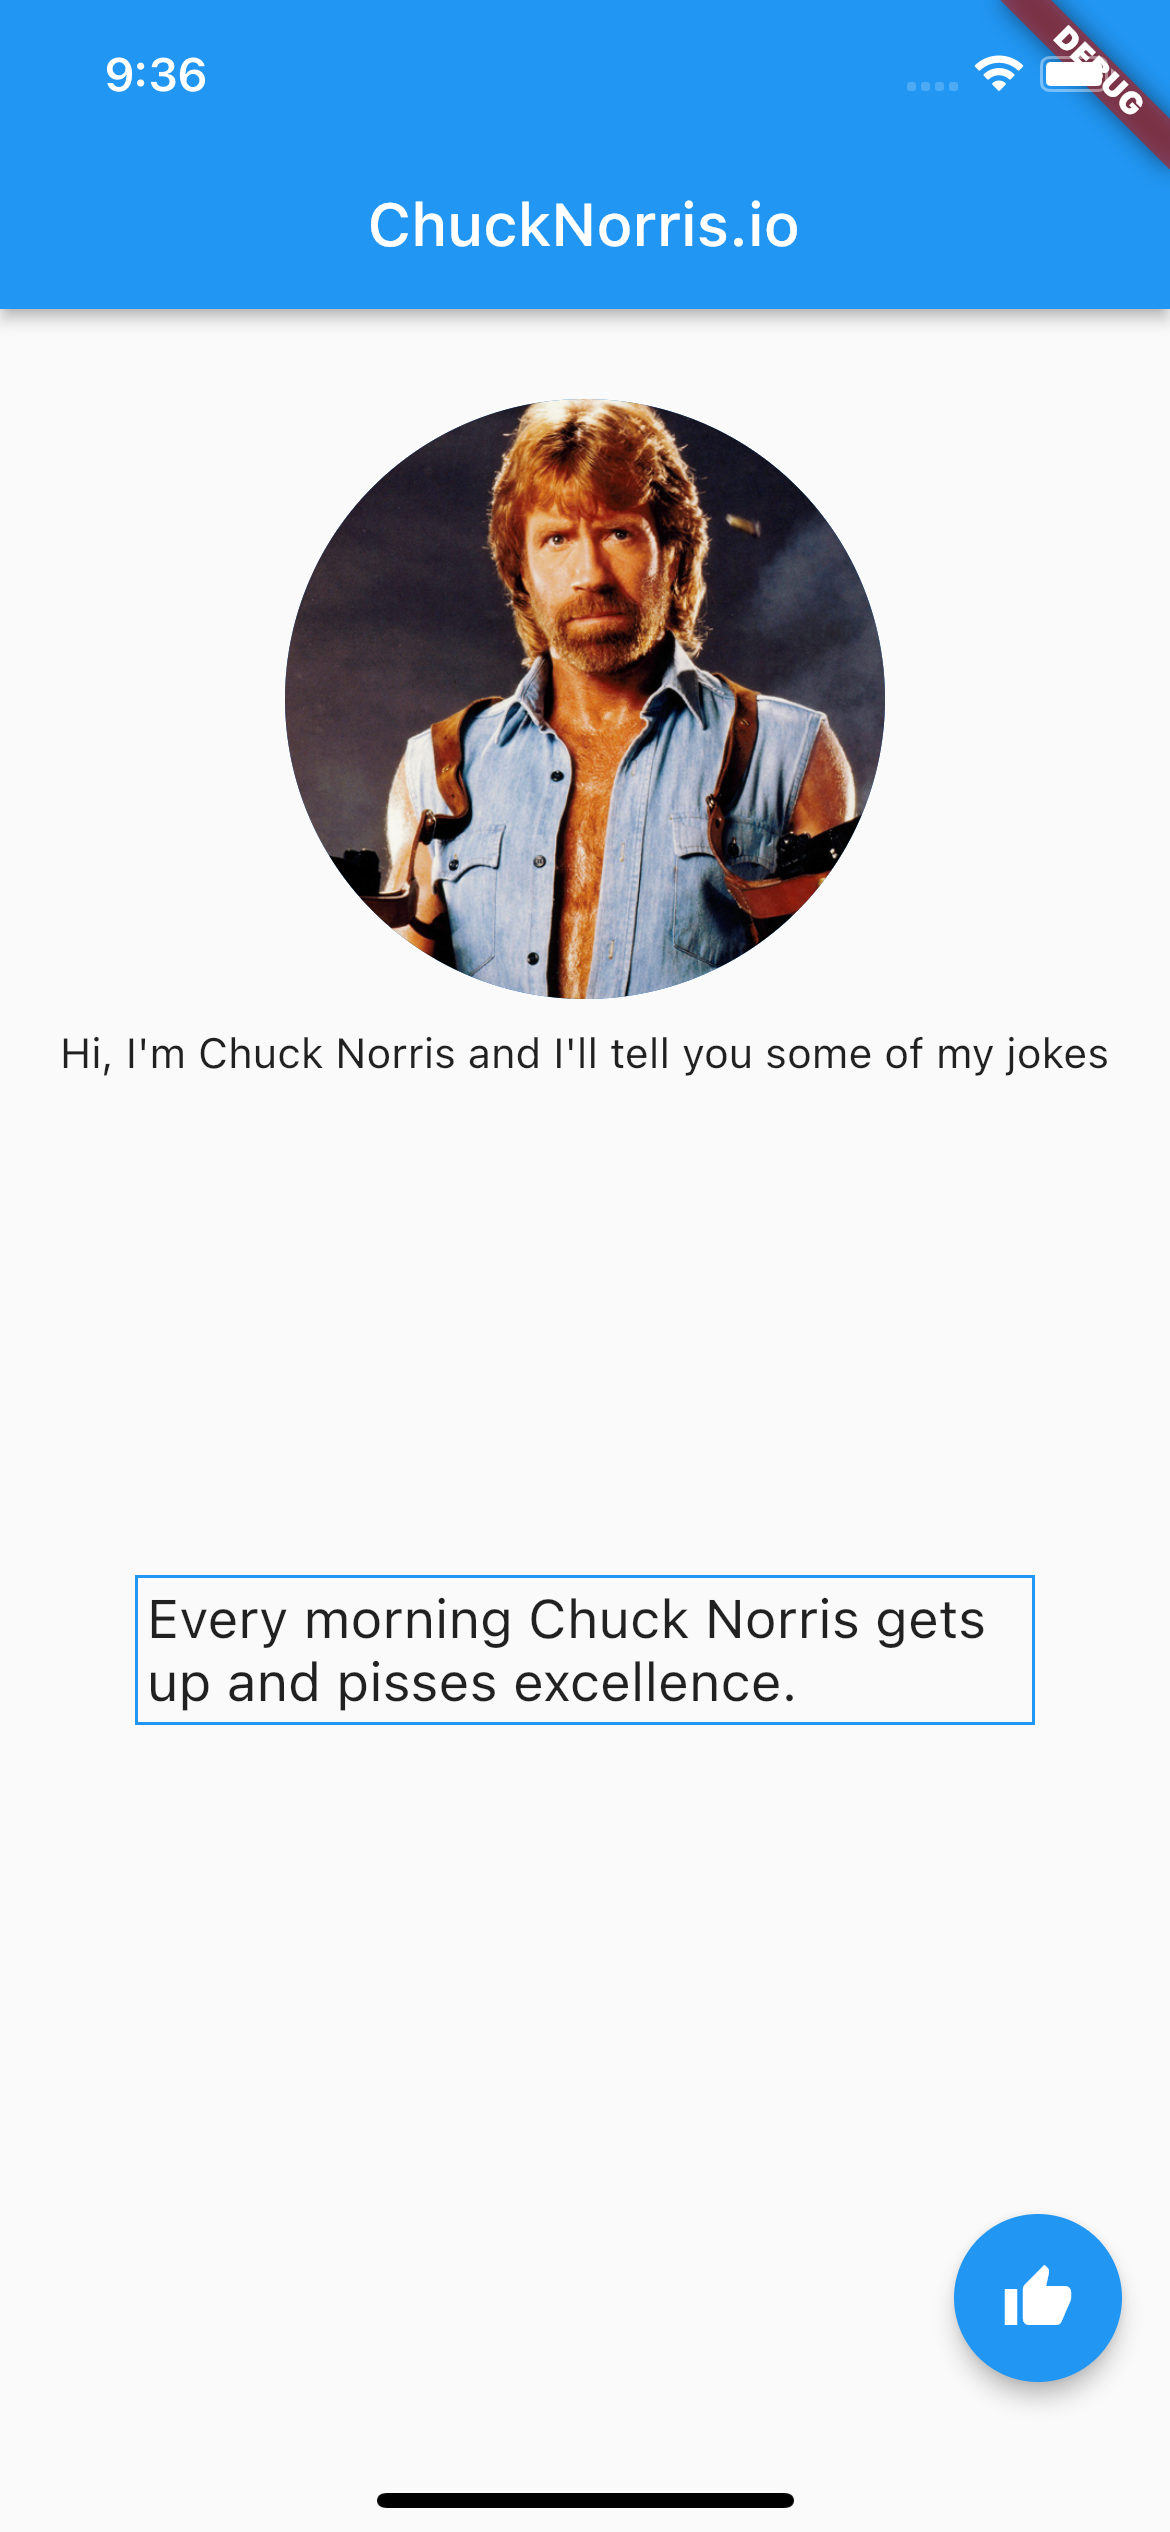 9:36
DEBUG
ChuckNorris.io
Hi, I'm Chuck Norris and I'll tell you some of my jokes
Every morning Chuck Norris gets
up and pisses excellence.